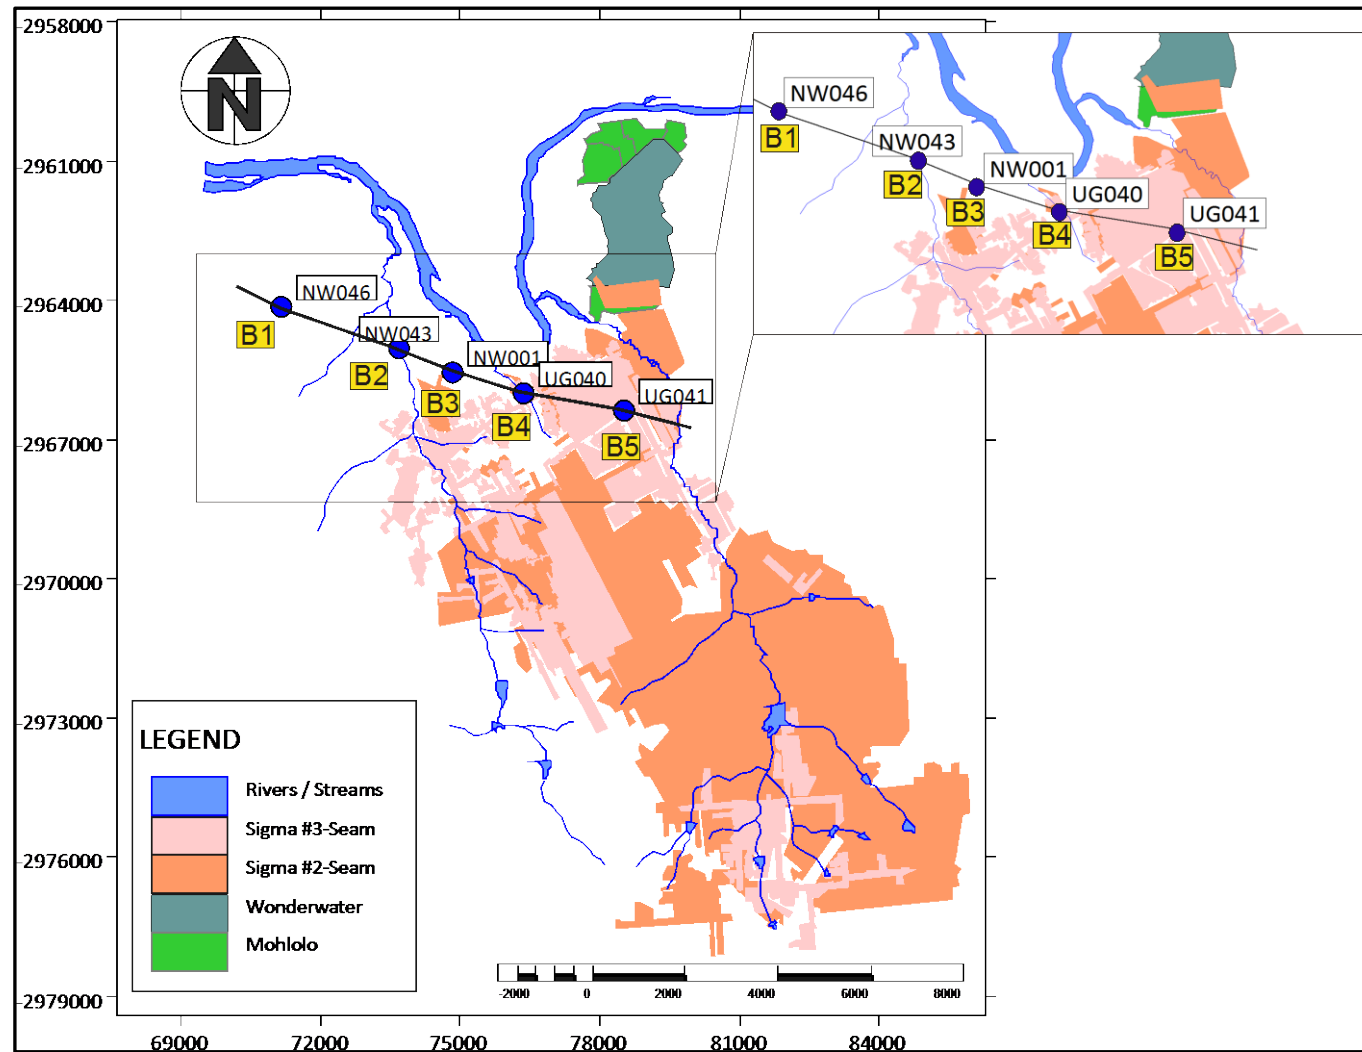 -2958000
-2961000
-2964000
-2967000
-2970000
-2973000
-2976000
-2979000
69000 72000 75000 78000 81000 84000
N
NW046
B1
NW043
B2
NW001
B3
UG040
B4
UG041
B5
NW046
B1
NW043
B2
NW001
B3
UG040
B4
UG041
B5
LEGEND
Rivers / Streams
Sigma #3-Seam
Sigma #2-Seam
Wonderwater
Mohlolo
-2000 0 2000 4000 6000 8000